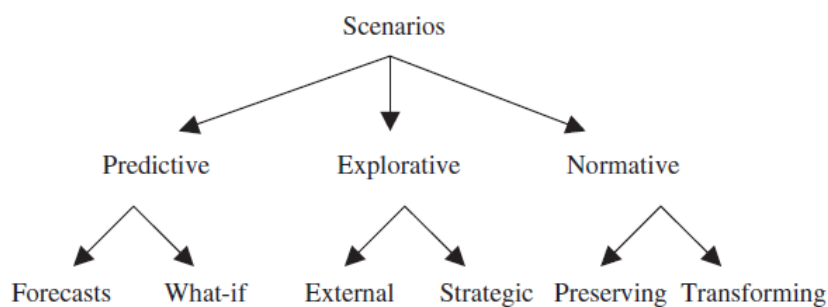 Scenarios
Predictive Explorative Normative
Forecasts What-if External Strategic Preserving Transforming